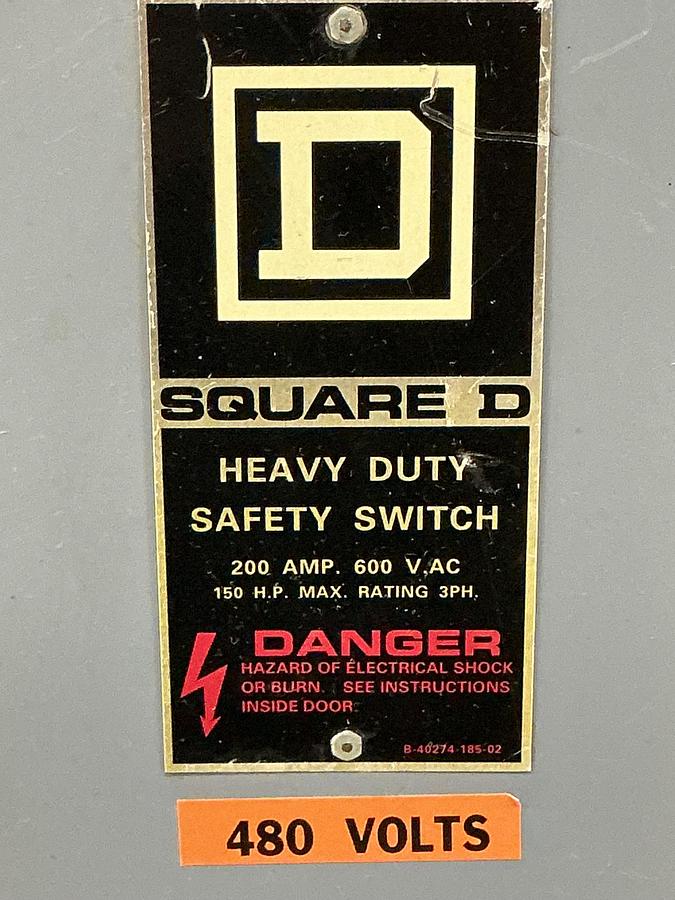 D
SQUARE D
HEAVY DUTY
SAFETY SWITCH
200 AMP. 600 V.AC
150 H.P. MAX. RATING 3PH.
DANGER
HAZARD OF ELECTRICAL SHOCK
OR BURN. SEE INSTRUCTIONS
INSIDE DOOR.
B-40274-185-02
480 VOLTS